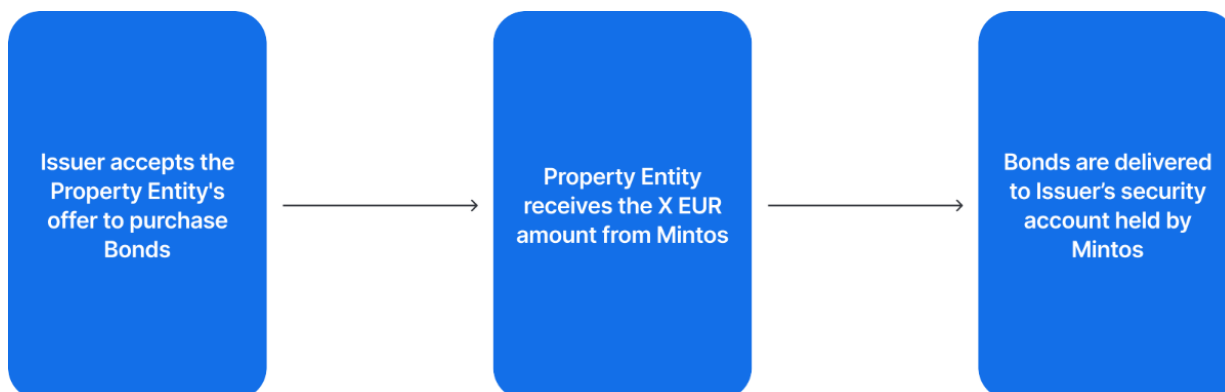 Issuer accepts the
Property Entity's
offer to purchase
Bonds
Property Entity
receives the X EUR
amount from Mintos
Bonds are delivered
to Issuer’s security
account held by
Mintos